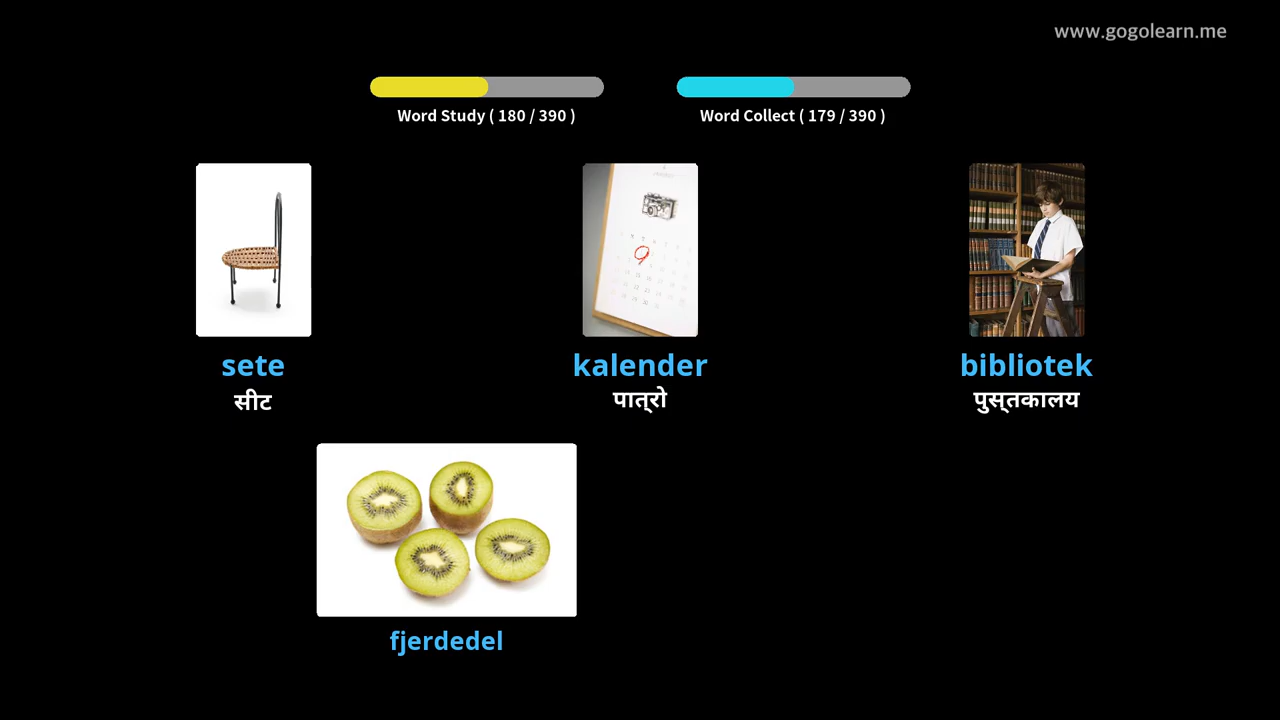 www.gogolearn.me
Word Study ( 180 / 390 )
Word Collect ( 179 / 390 )
sete
सीट
kalender
पात्रो
bibliotek
पुस्तकालय
fjerdedel